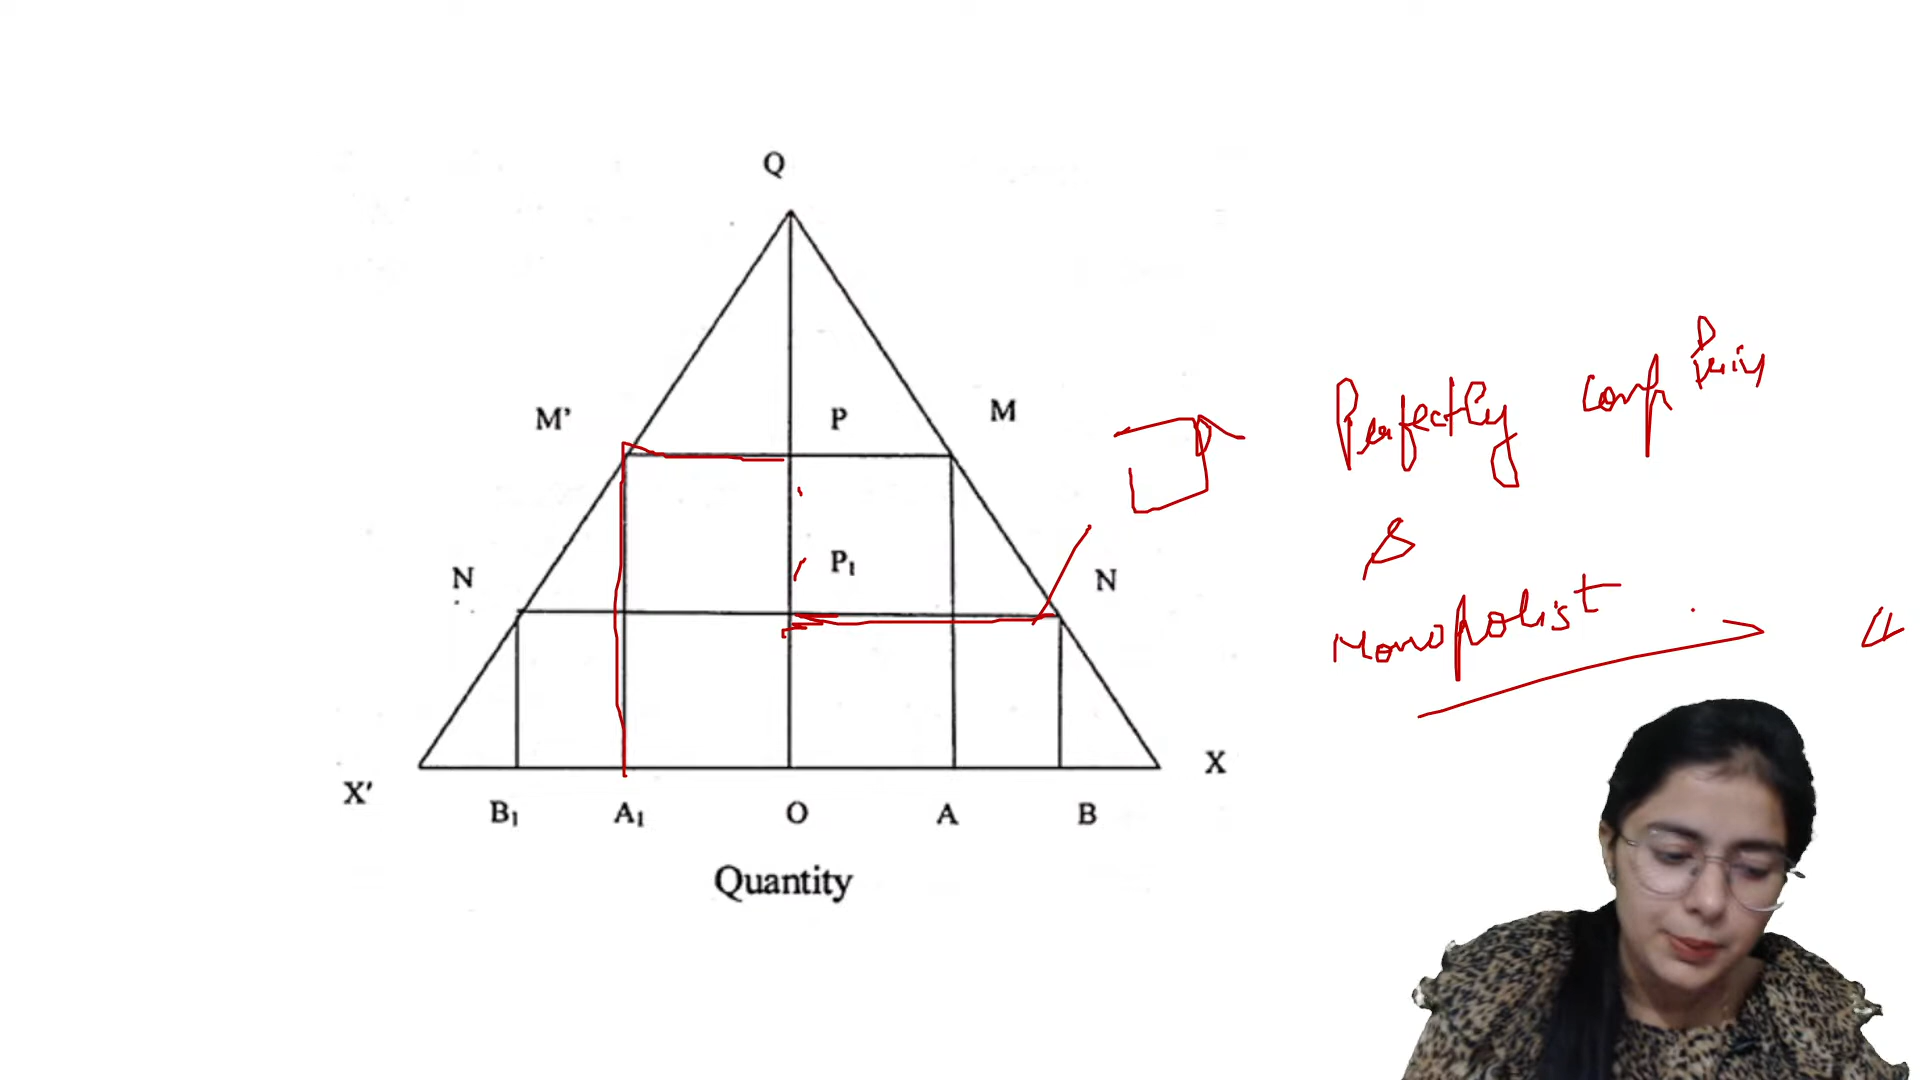 Q
M' P M
N P₁ N
X' X
B₁ A₁ O A B
Quantity
Perfectly comp
Monopolist